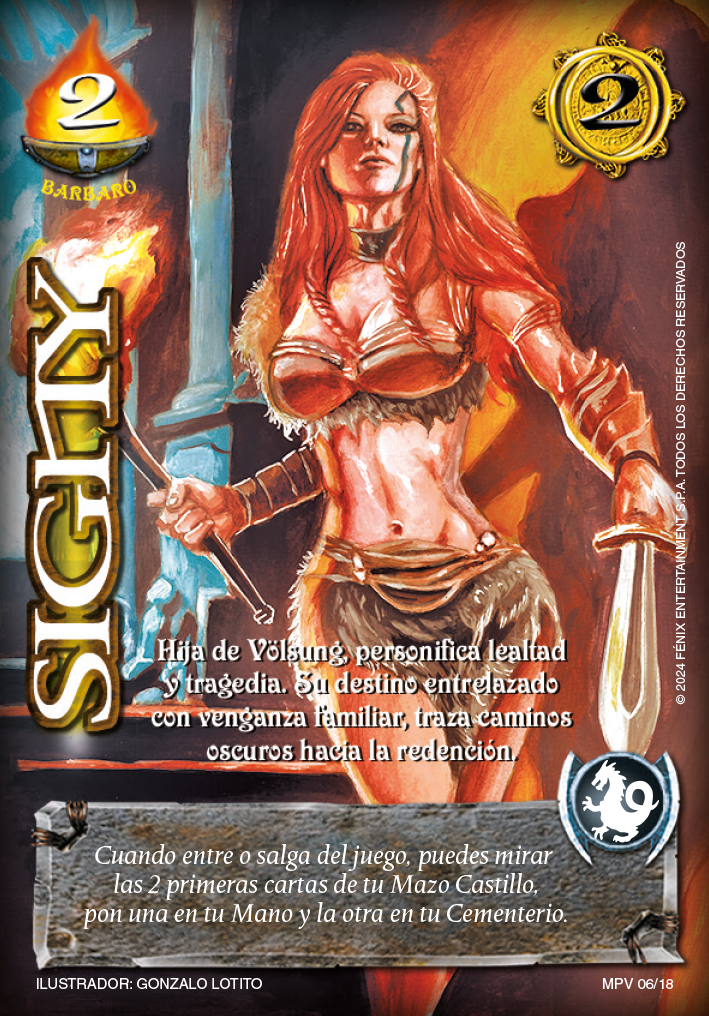 2
2
BARBARO
SIGNY
Hija de Völsung, personifica lealtad
y tragedia. Su destino entrelazado
con venganza familiar, traza caminos
oscuros hacia la redención.
Cuando entre o salga del juego, puedes mirar
las 2 primeras cartas de tu Mazo Castillo,
pon una en tu Mano y la otra en tu Cementerio.
© 2024 FÉNIX ENTERTAINMENT S.P.A. TODOS LOS DERECHOS RESERVADOS
ILUSTRADOR: GONZALO LOTITO
MPV 06/18